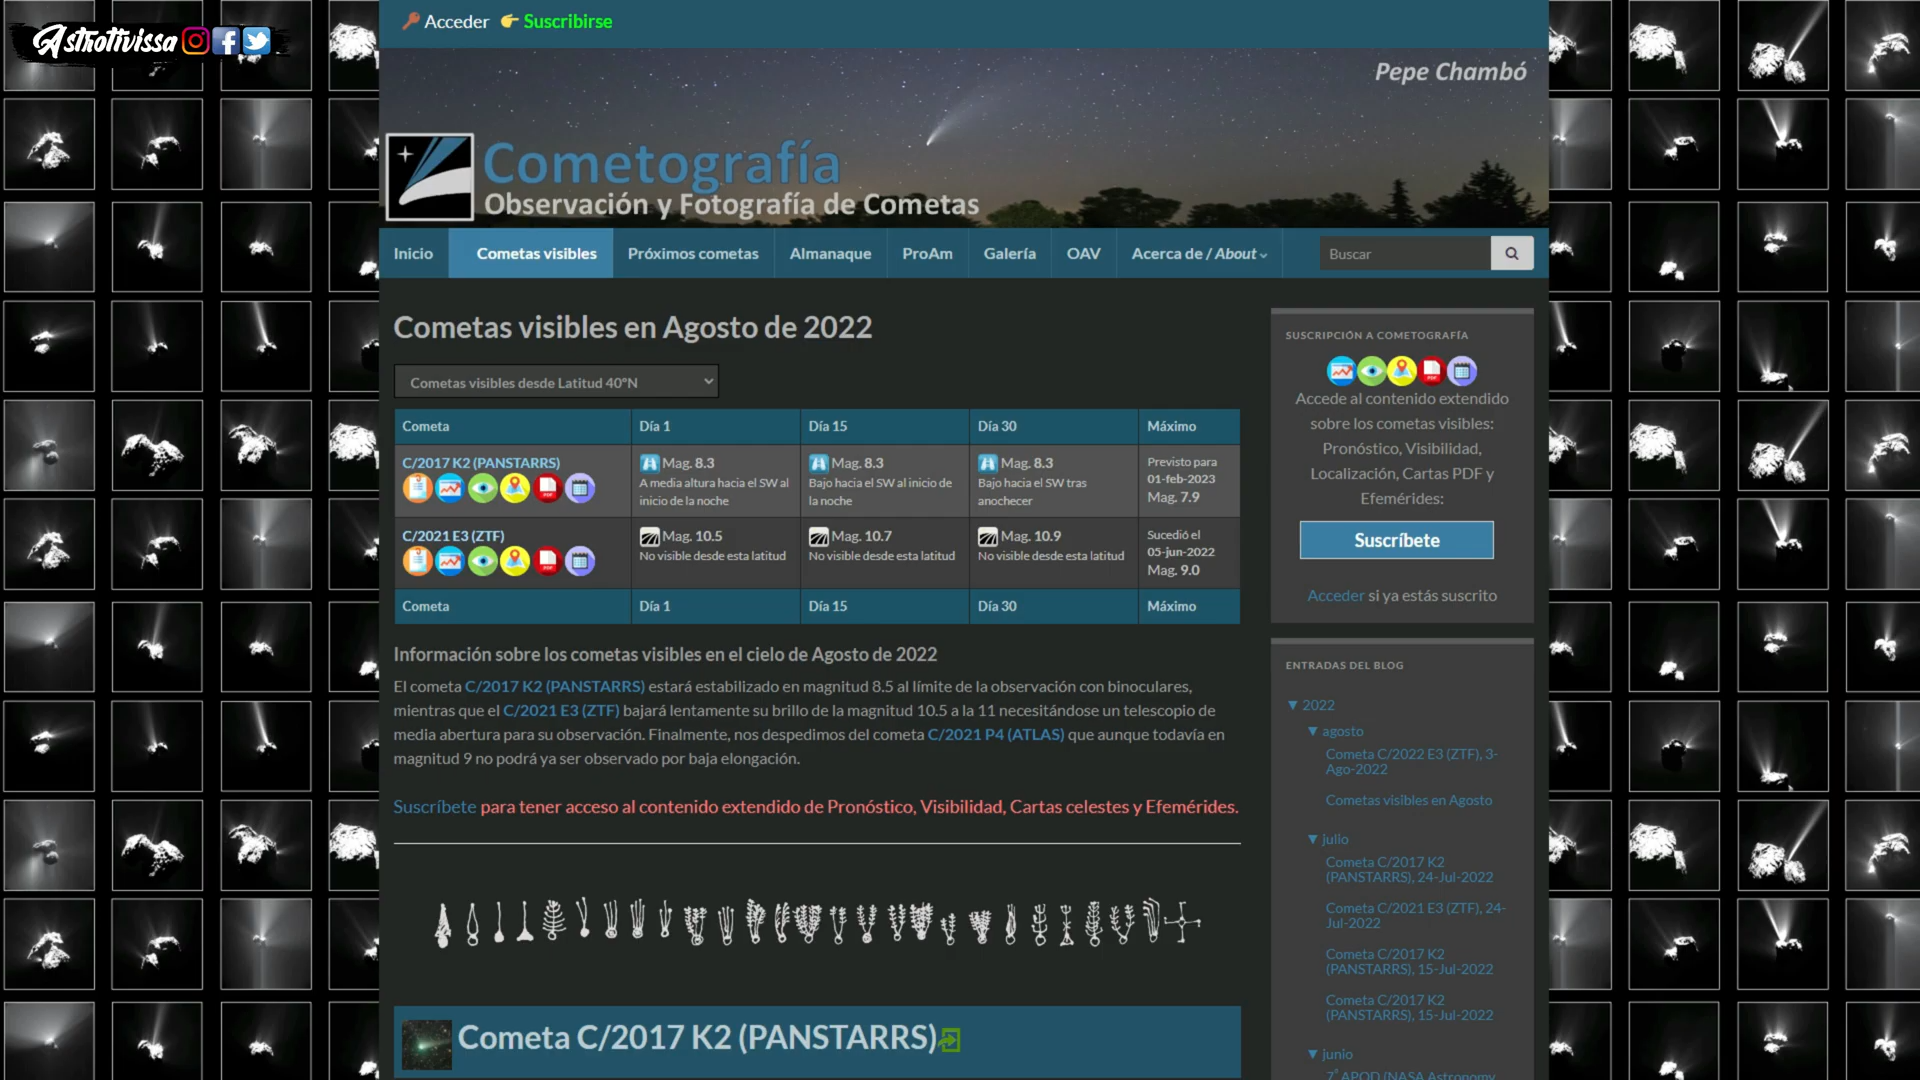 Astroitivissa
Acceder
Suscribirse
Pepe Chambó
Cometografía
Observación y Fotografía de Cometas
Inicio
Cometas visibles
Próximos cometas
Almanaque
ProAm
Galería
OAV
Acerca de / About
Buscar
Cometas visibles en Agosto de 2022
Cometas visibles desde Latitud 40ºN
Cometa
Día 1
Día 15
Día 30
Máximo
C/2017 K2 (PANSTARRS)
Mag. 8.3
A media altura hacia el SW al
inicio de la noche
Mag. 8.3
Bajo hacia el SW al inicio de
la noche
Mag. 8.3
Bajo hacia el SW tras
anochecer
Previsto para
01-feb-2023
Mag. 7.9
C/2021 E3 (ZTF)
Mag. 10.5
No visible desde esta latitud
Mag. 10.7
No visible desde esta latitud
Mag. 10.9
No visible desde esta latitud
Sucedió el
05-jun-2022
Mag. 9.0
Cometa
Día 1
Día 15
Día 30
Máximo
Información sobre los cometas visibles en el cielo de Agosto de 2022
El cometa C/2017 K2 (PANSTARRS) estará estabilizado en magnitud 8.5 al límite de la observación con binoculares,
mientras que el C/2021 E3 (ZTF) bajará lentamente su brillo de la magnitud 10.5 a la 11 necesitándose un telescopio de
media abertura para su observación. Finalmente, nos despedimos del cometa C/2021 P4 (ATLAS) que aunque todavía en
magnitud 9 no podrá ya ser observado por baja elongación.
Suscríbete para tener acceso al contenido extendido de Pronóstico, Visibilidad, Cartas celestes y Efemérides.
Cometa C/2017 K2 (PANSTARRS)
SUSCRIPCIÓN A COMETOGRAFÍA
Accede al contenido extendido
sobre los cometas visibles:
Pronóstico, Visibilidad,
Localización, Cartas PDF y
Efemérides:
Suscríbete
Acceder si ya estás suscrito
ENTRADAS DEL BLOG
▼ 2022
▼ agosto
Cometa C/2022 E3 (ZTF), 3-
Ago-2022
Cometas visibles en Agosto
▼ julio
Cometa C/2017 K2
(PANSTARRS), 24-Jul-2022
Cometa C/2021 E3 (ZTF), 24-
Jul-2022
Cometa C/2017 K2
(PANSTARRS), 15-Jul-2022
Cometa C/2017 K2
(PANSTARRS), 15-Jul-2022
▼ junio
7º APOD (NASA Astronomy